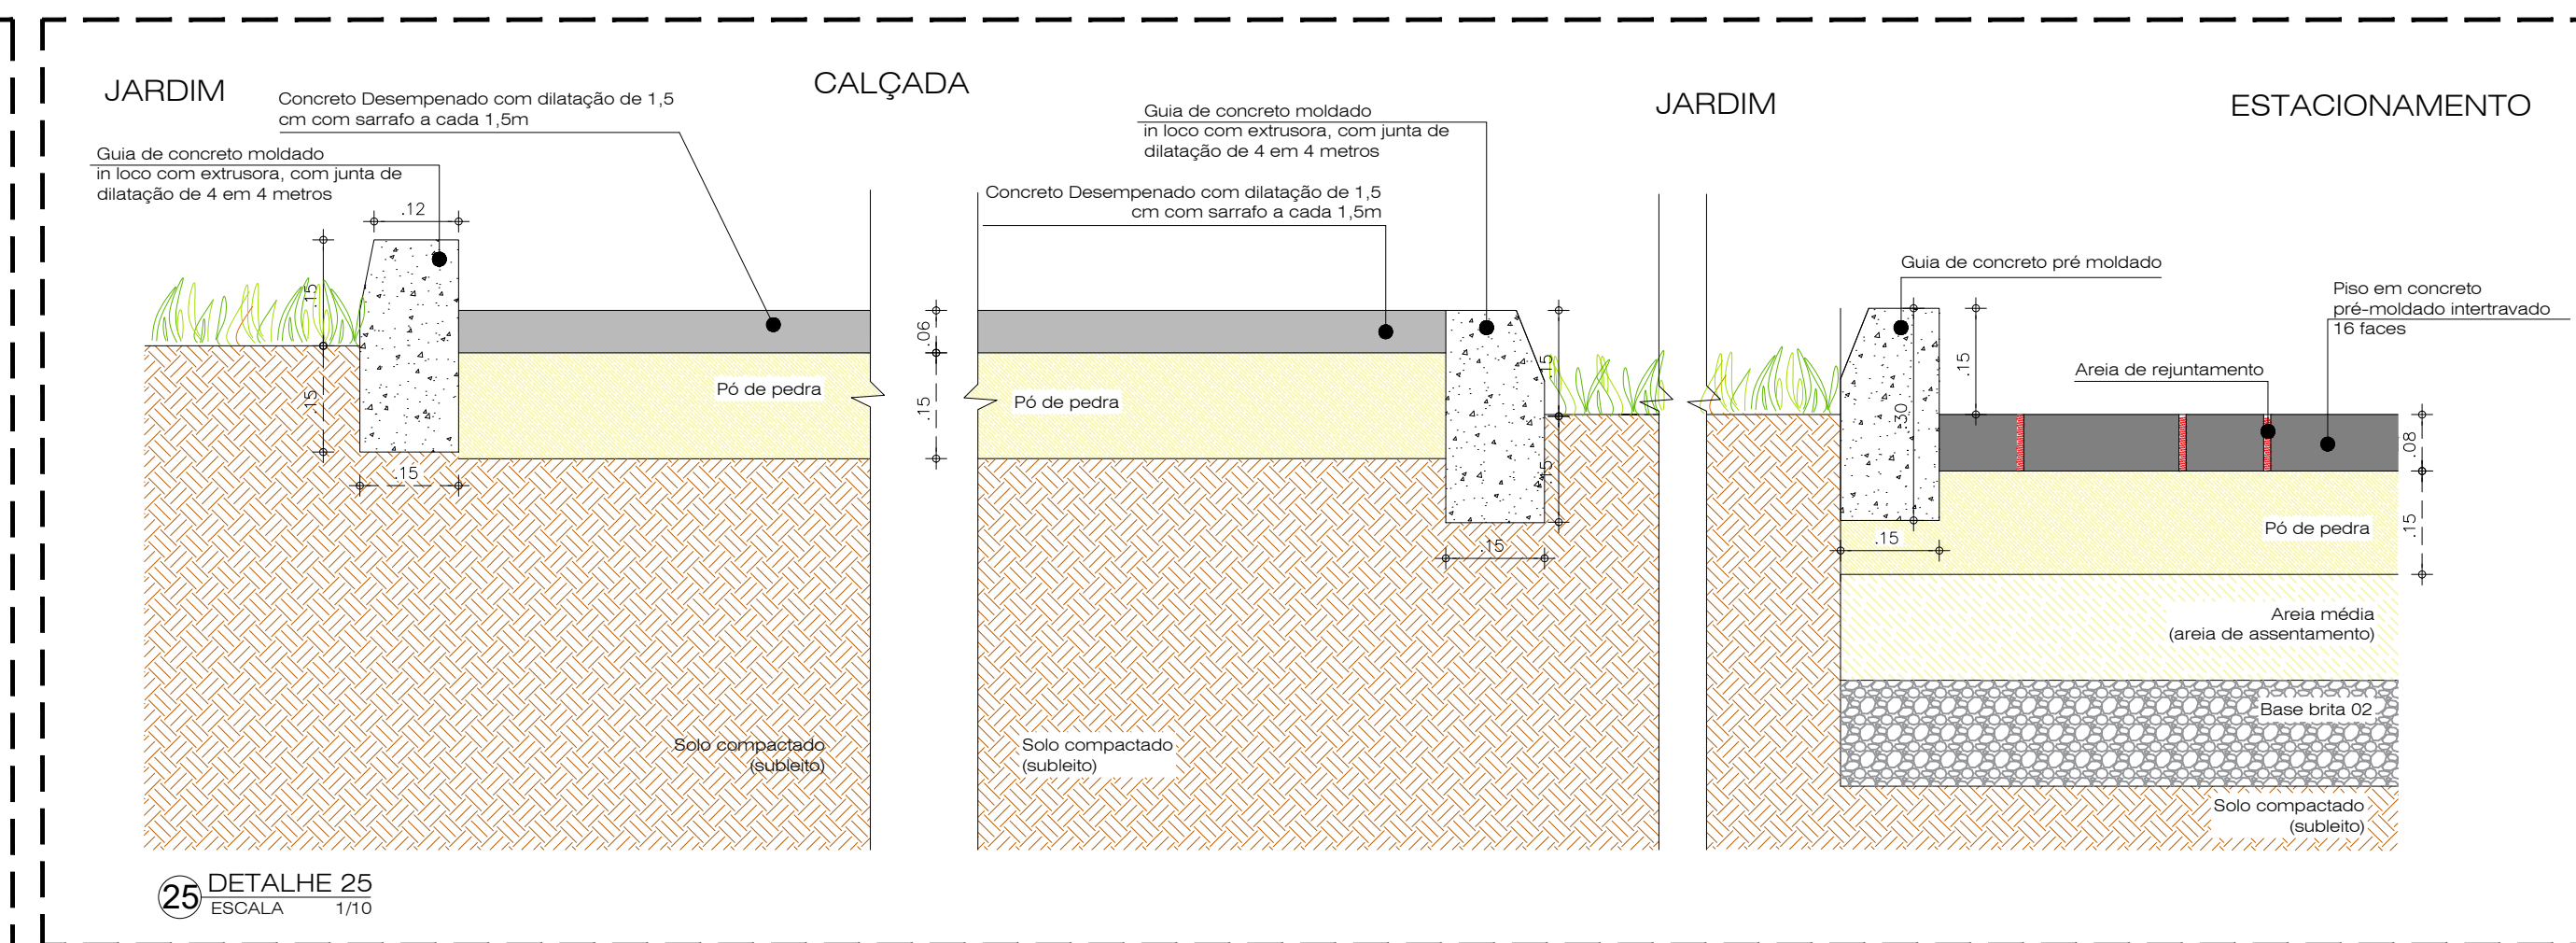 JARDIM
CALÇADA
JARDIM
ESTACIONAMENTO
Concreto Desempenado com dilatação de 1,5
cm com sarrafo a cada 1,5m
Guia de concreto moldado
in loco com extrusora, com junta de
dilatação de 4 em 4 metros
Guia de concreto moldado
in loco com extrusora, com junta de
dilatação de 4 em 4 metros
Concreto Desempenado com dilatação de 1,5
cm com sarrafo a cada 1,5m
Guia de concreto pré moldado
Piso em concreto
pré-moldado intertravado
16 faces
Areia de rejuntamento
.12
.15
.15
.15
.06
.15
.15
.15
.15
.15
.30
.15
.08
.15
Pó de pedra
Pó de pedra
Pó de pedra
Areia média
(areia de assentamento)
Base brita 02
Solo compactado
(subleito)
Solo compactado
(subleito)
Solo compactado
(subleito)
25
DETALHE 25
ESCALA 1/10